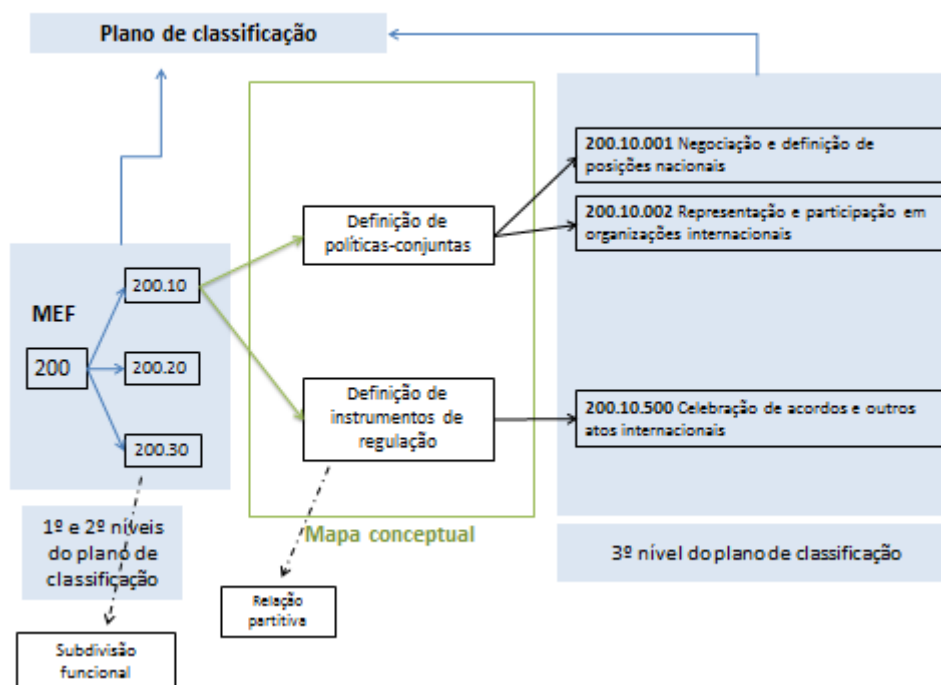 Plano de classificação
200.10.001 Negociação e definição de
posições nacionais
200.10.002 Representação e participação em
organizações internacionais
Definição de
políticas-conjuntas
MEF
200
200.10
200.20
200.30
Definição de
instrumentos de
regulação
200.10.500 Celebração de acordos e outros
atos internacionais
1º e 2º níveis
do plano de
classificação
Mapa conceptual
3º nível do plano de classificação
Relação
partitiva
Subdivisão
funcional